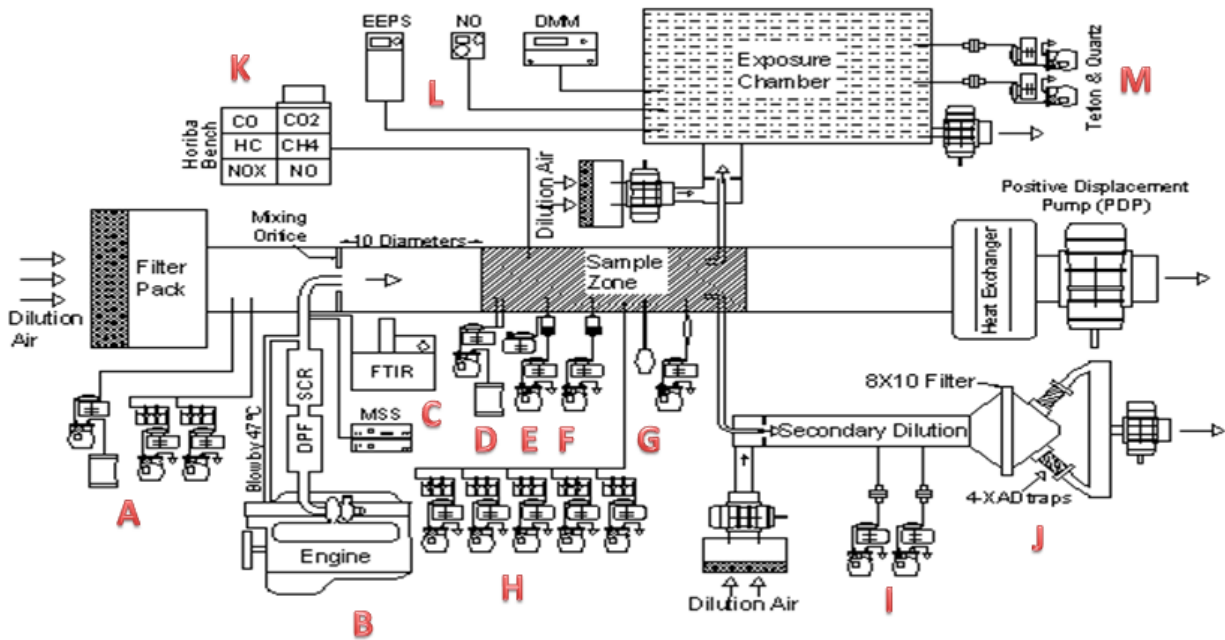 EEPS
NO
DMM
K
L
M
Exposure
Chamber
Teflon & Quartz
Horiba
Bench
CO
CO2
HC
CH4
NOX
NO
Dilution Air
Positive Displacement
Pump (PDP)
Mixing
Orifice
10 Diameters
Filter
Pack
Sample
Zone
Heat Exchanger
Dilution
Air
SCR
FTIR
C
DPF
MSS
Blowby 47°C
D
E
F
G
8X10 Filter
Secondary Dilution
4-XAD traps
A
Engine
H
J
B
I
Dilution Air